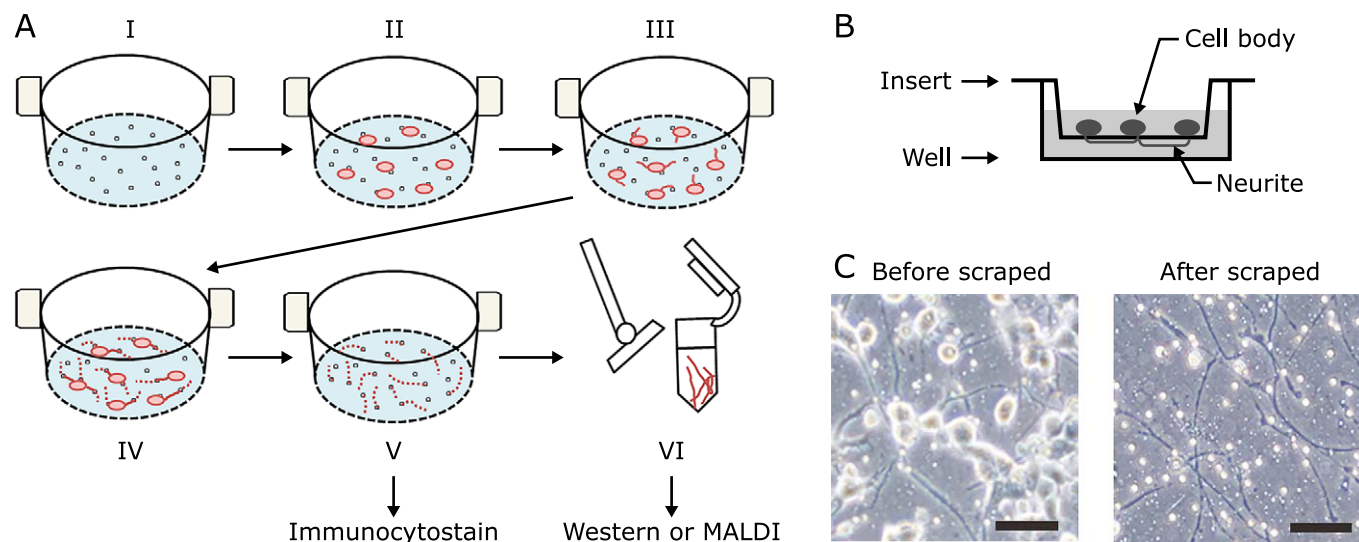 A
I
II
III
IV
V
VI
Immunocytostain
Western or MALDI
B
Cell body
Insert
Well
Neurite
C
Before scraped
After scraped